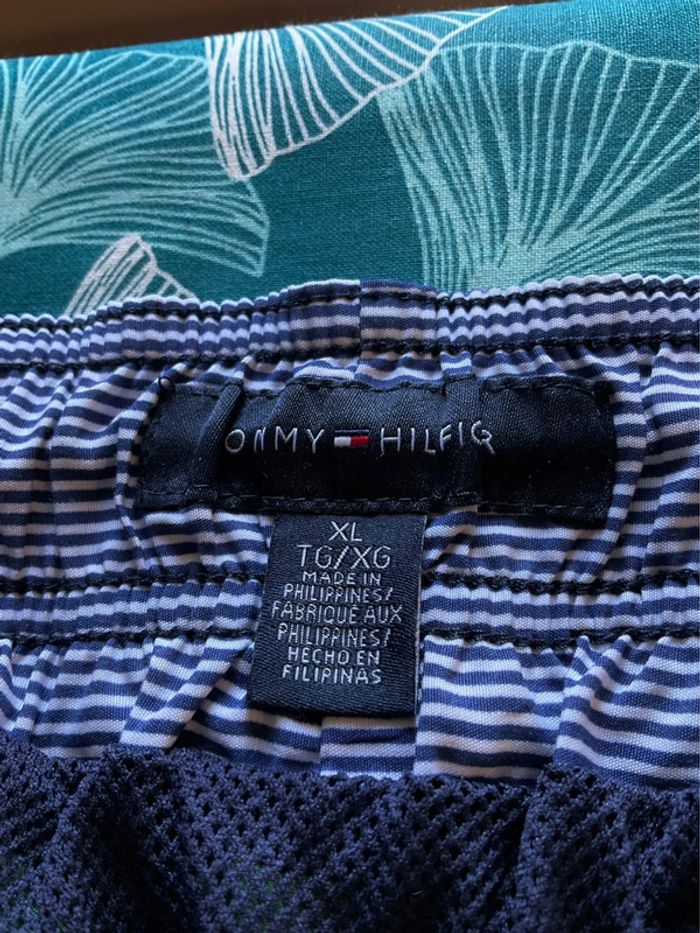 OMMY HILFIG
XL
TG/XG
MADE IN
PHILIPPINES/
FABRIQUÉ AUX
PHILIPPINES/
HECHO EN
FILIPINAS